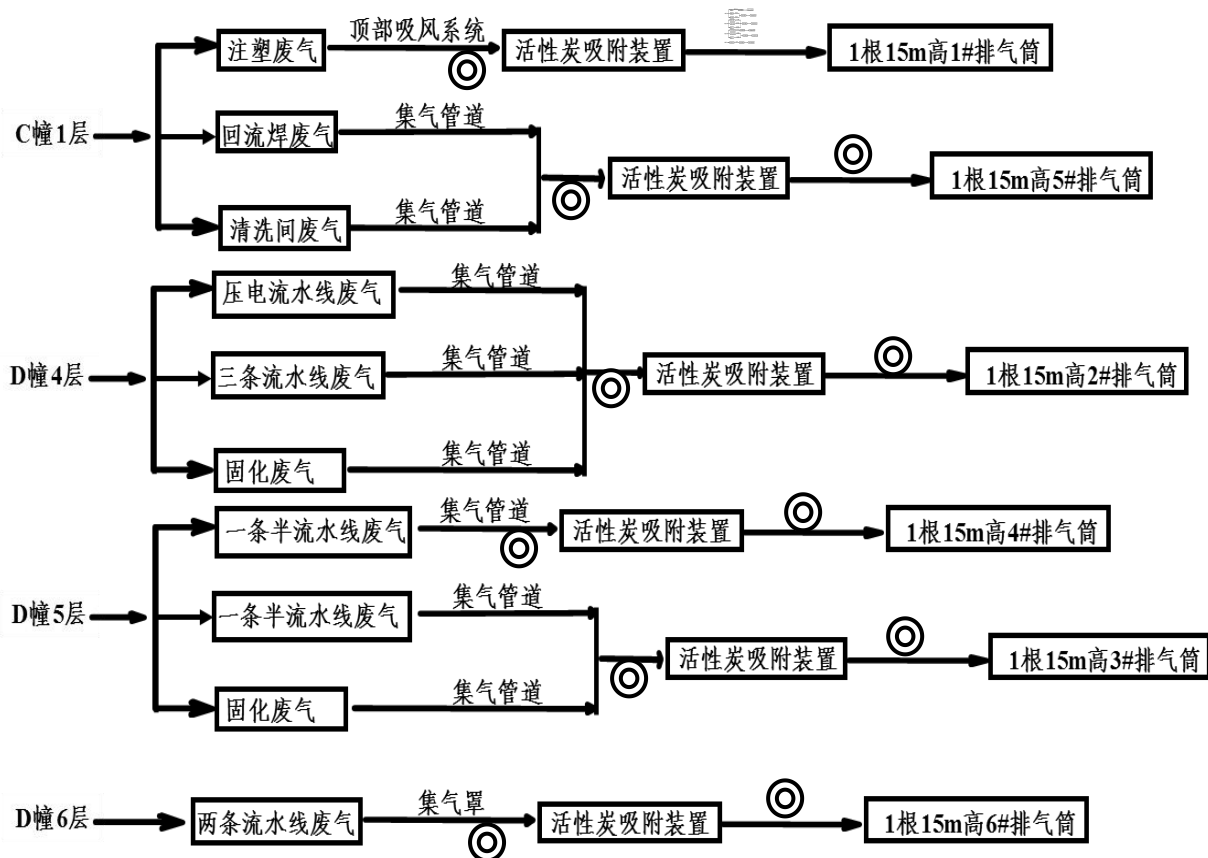 注塑废气
顶部吸风系统
活性炭吸附装置
1根15m高1#排气筒
C幢1层
回流焊废气
集气管道
活性炭吸附装置
1根15m高5#排气筒
清洗间废气
集气管道
压电流水线废气
集气管道
D幢4层
三条流水线废气
集气管道
活性炭吸附装置
1根15m高2#排气筒
固化废气
集气管道
一条半流水线废气
集气管道
活性炭吸附装置
1根15m高4#排气筒
D幢5层
一条半流水线废气
集气管道
活性炭吸附装置
1根15m高3#排气筒
固化废气
集气管道
D幢6层
两条流水线废气
集气罩
活性炭吸附装置
1根15m高6#排气筒